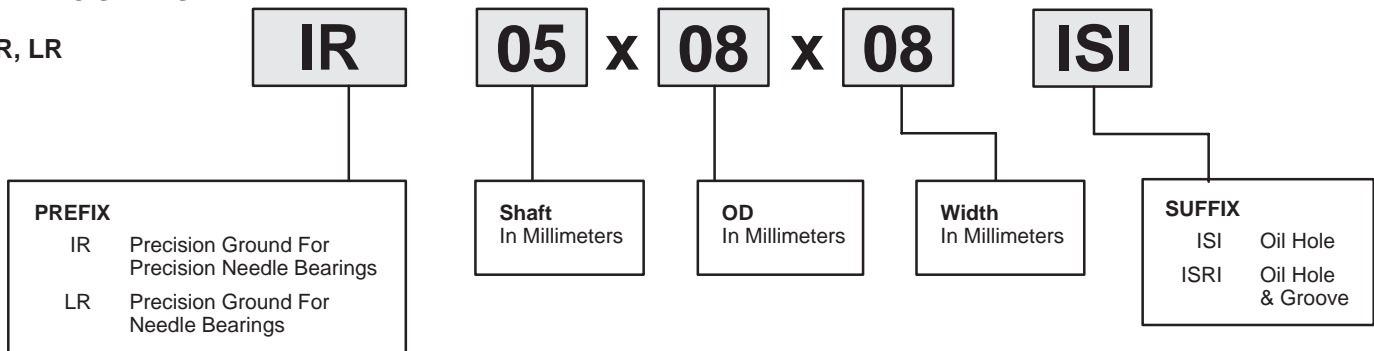 R, LR
IR 05 x 08 x 08 ISI
PREFIX
IR Precision Ground For
Precision Needle Bearings
LR Precision Ground For
Needle Bearings
Shaft
In Millimeters
OD
In Millimeters
Width
In Millimeters
SUFFIX
ISI Oil Hole
ISRI Oil Hole
& Groove